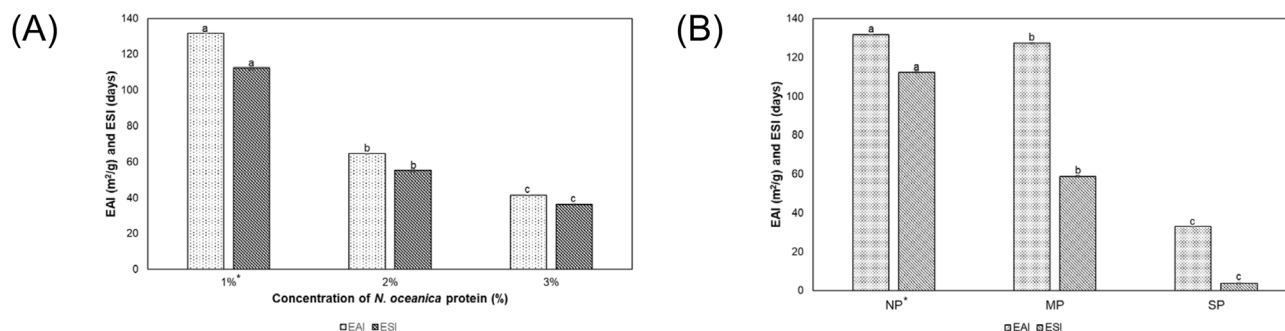 (A)
EAI (m²/g) and ESI (days)
140
120
100
80
60
40
20
0
a
a
b
b
c
c
1%*
2%
3%
Concentration of N. oceanica protein (%)
EAI ESI
(B)
EAI (m²/g) and ESI (days)
140
120
100
80
60
40
20
0
a
a
b
b
c
c
NP*
MP
SP
EAI ESI